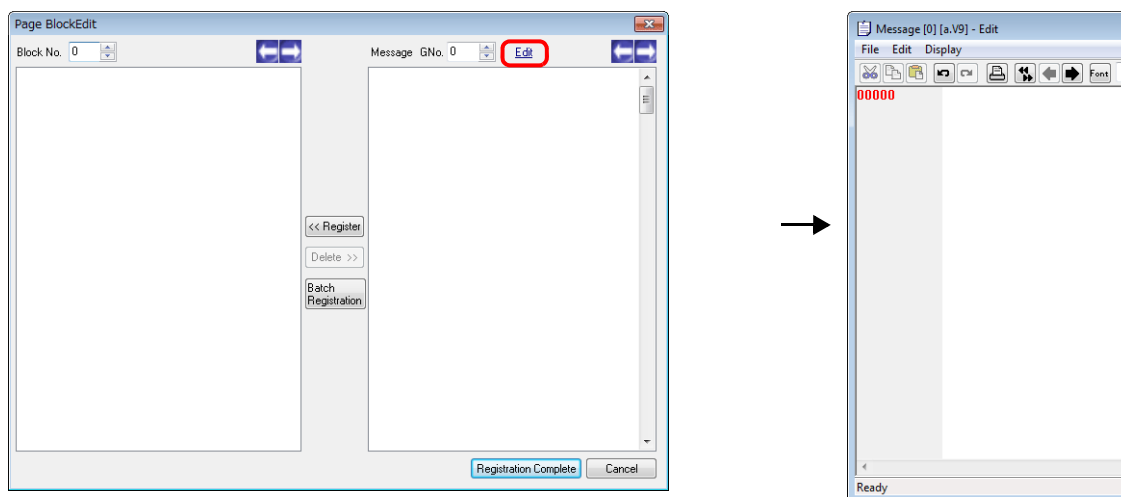 Page BlockEdit
Block No. 0
Message GNo. 0 Edit
<< Register
Delete >>
Batch
Registration
Registration Complete Cancel
Message [0] [a.V9] - Edit
File Edit Display
Font
00000
Ready